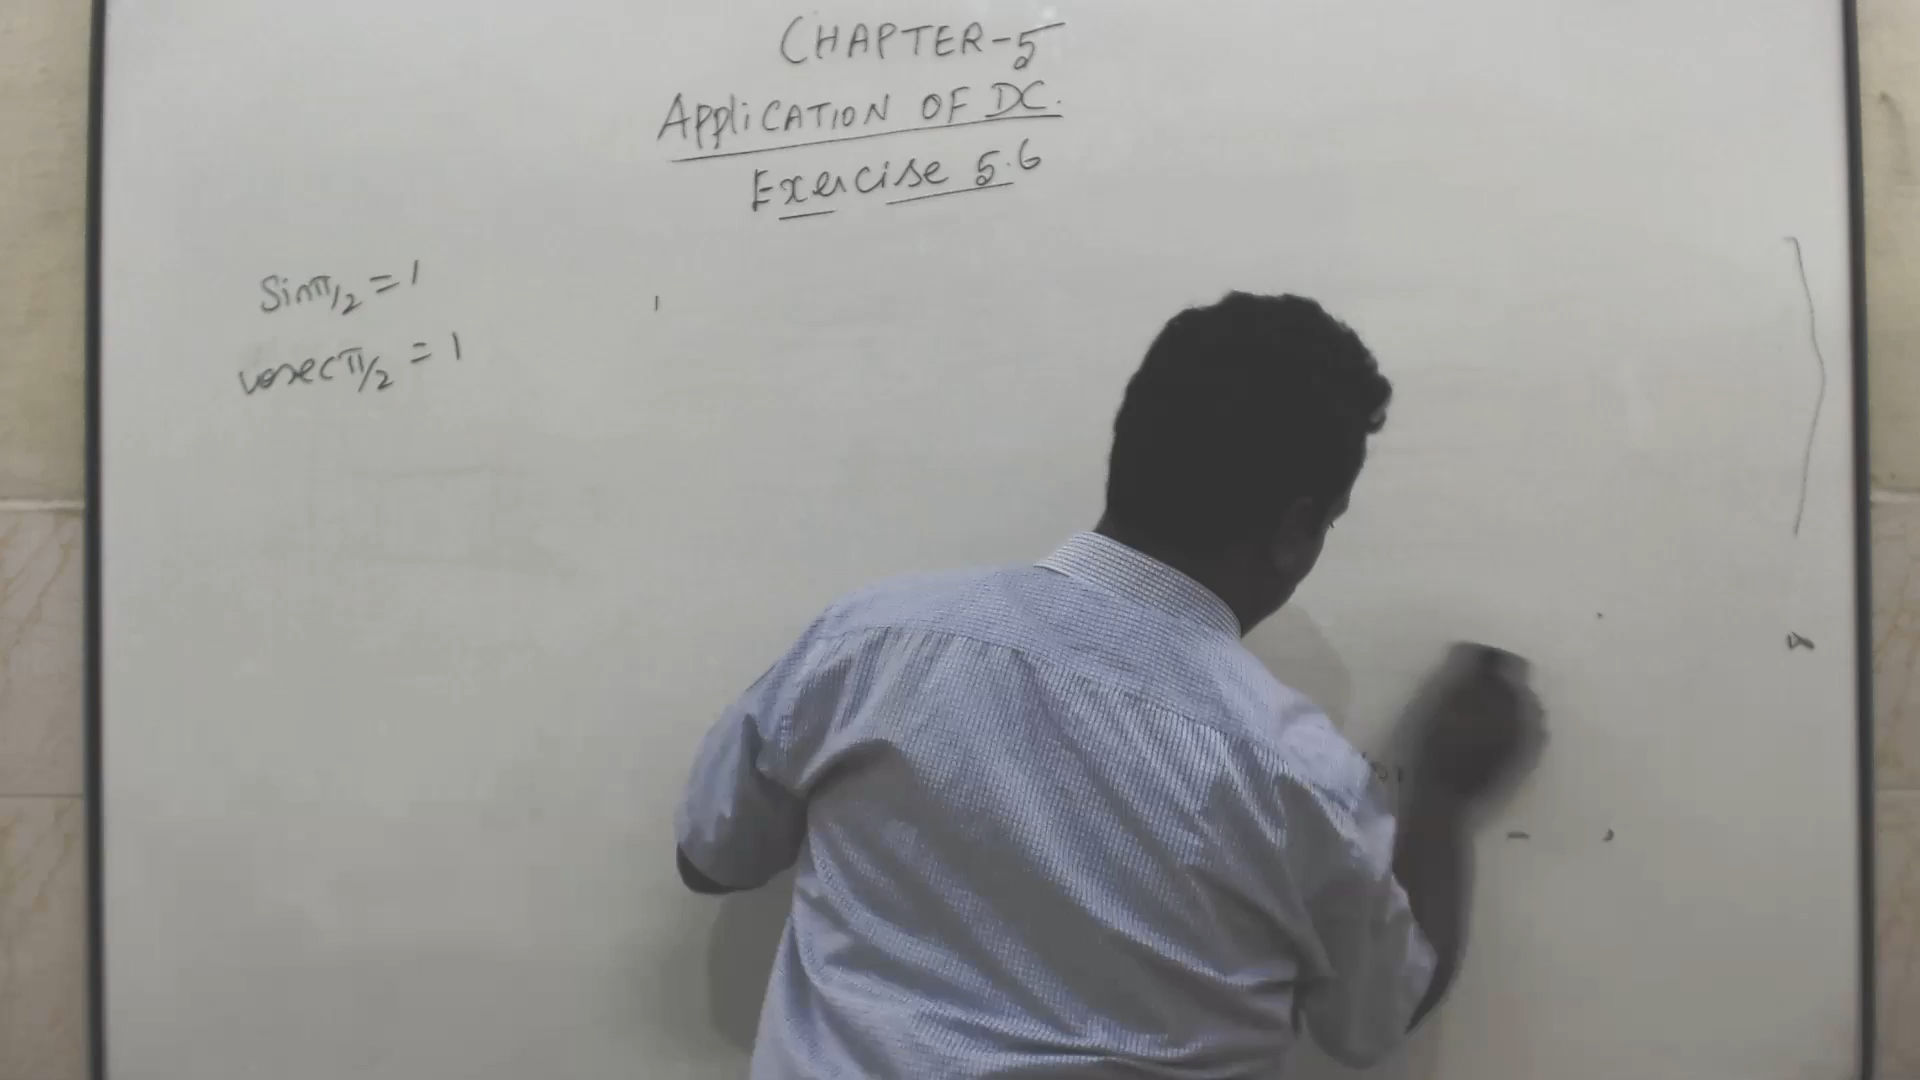 CHAPTER-5
APPliCATION OF DC.
Exercise 5.6
Sinπ/2 = 1
cosecπ/2 = 1